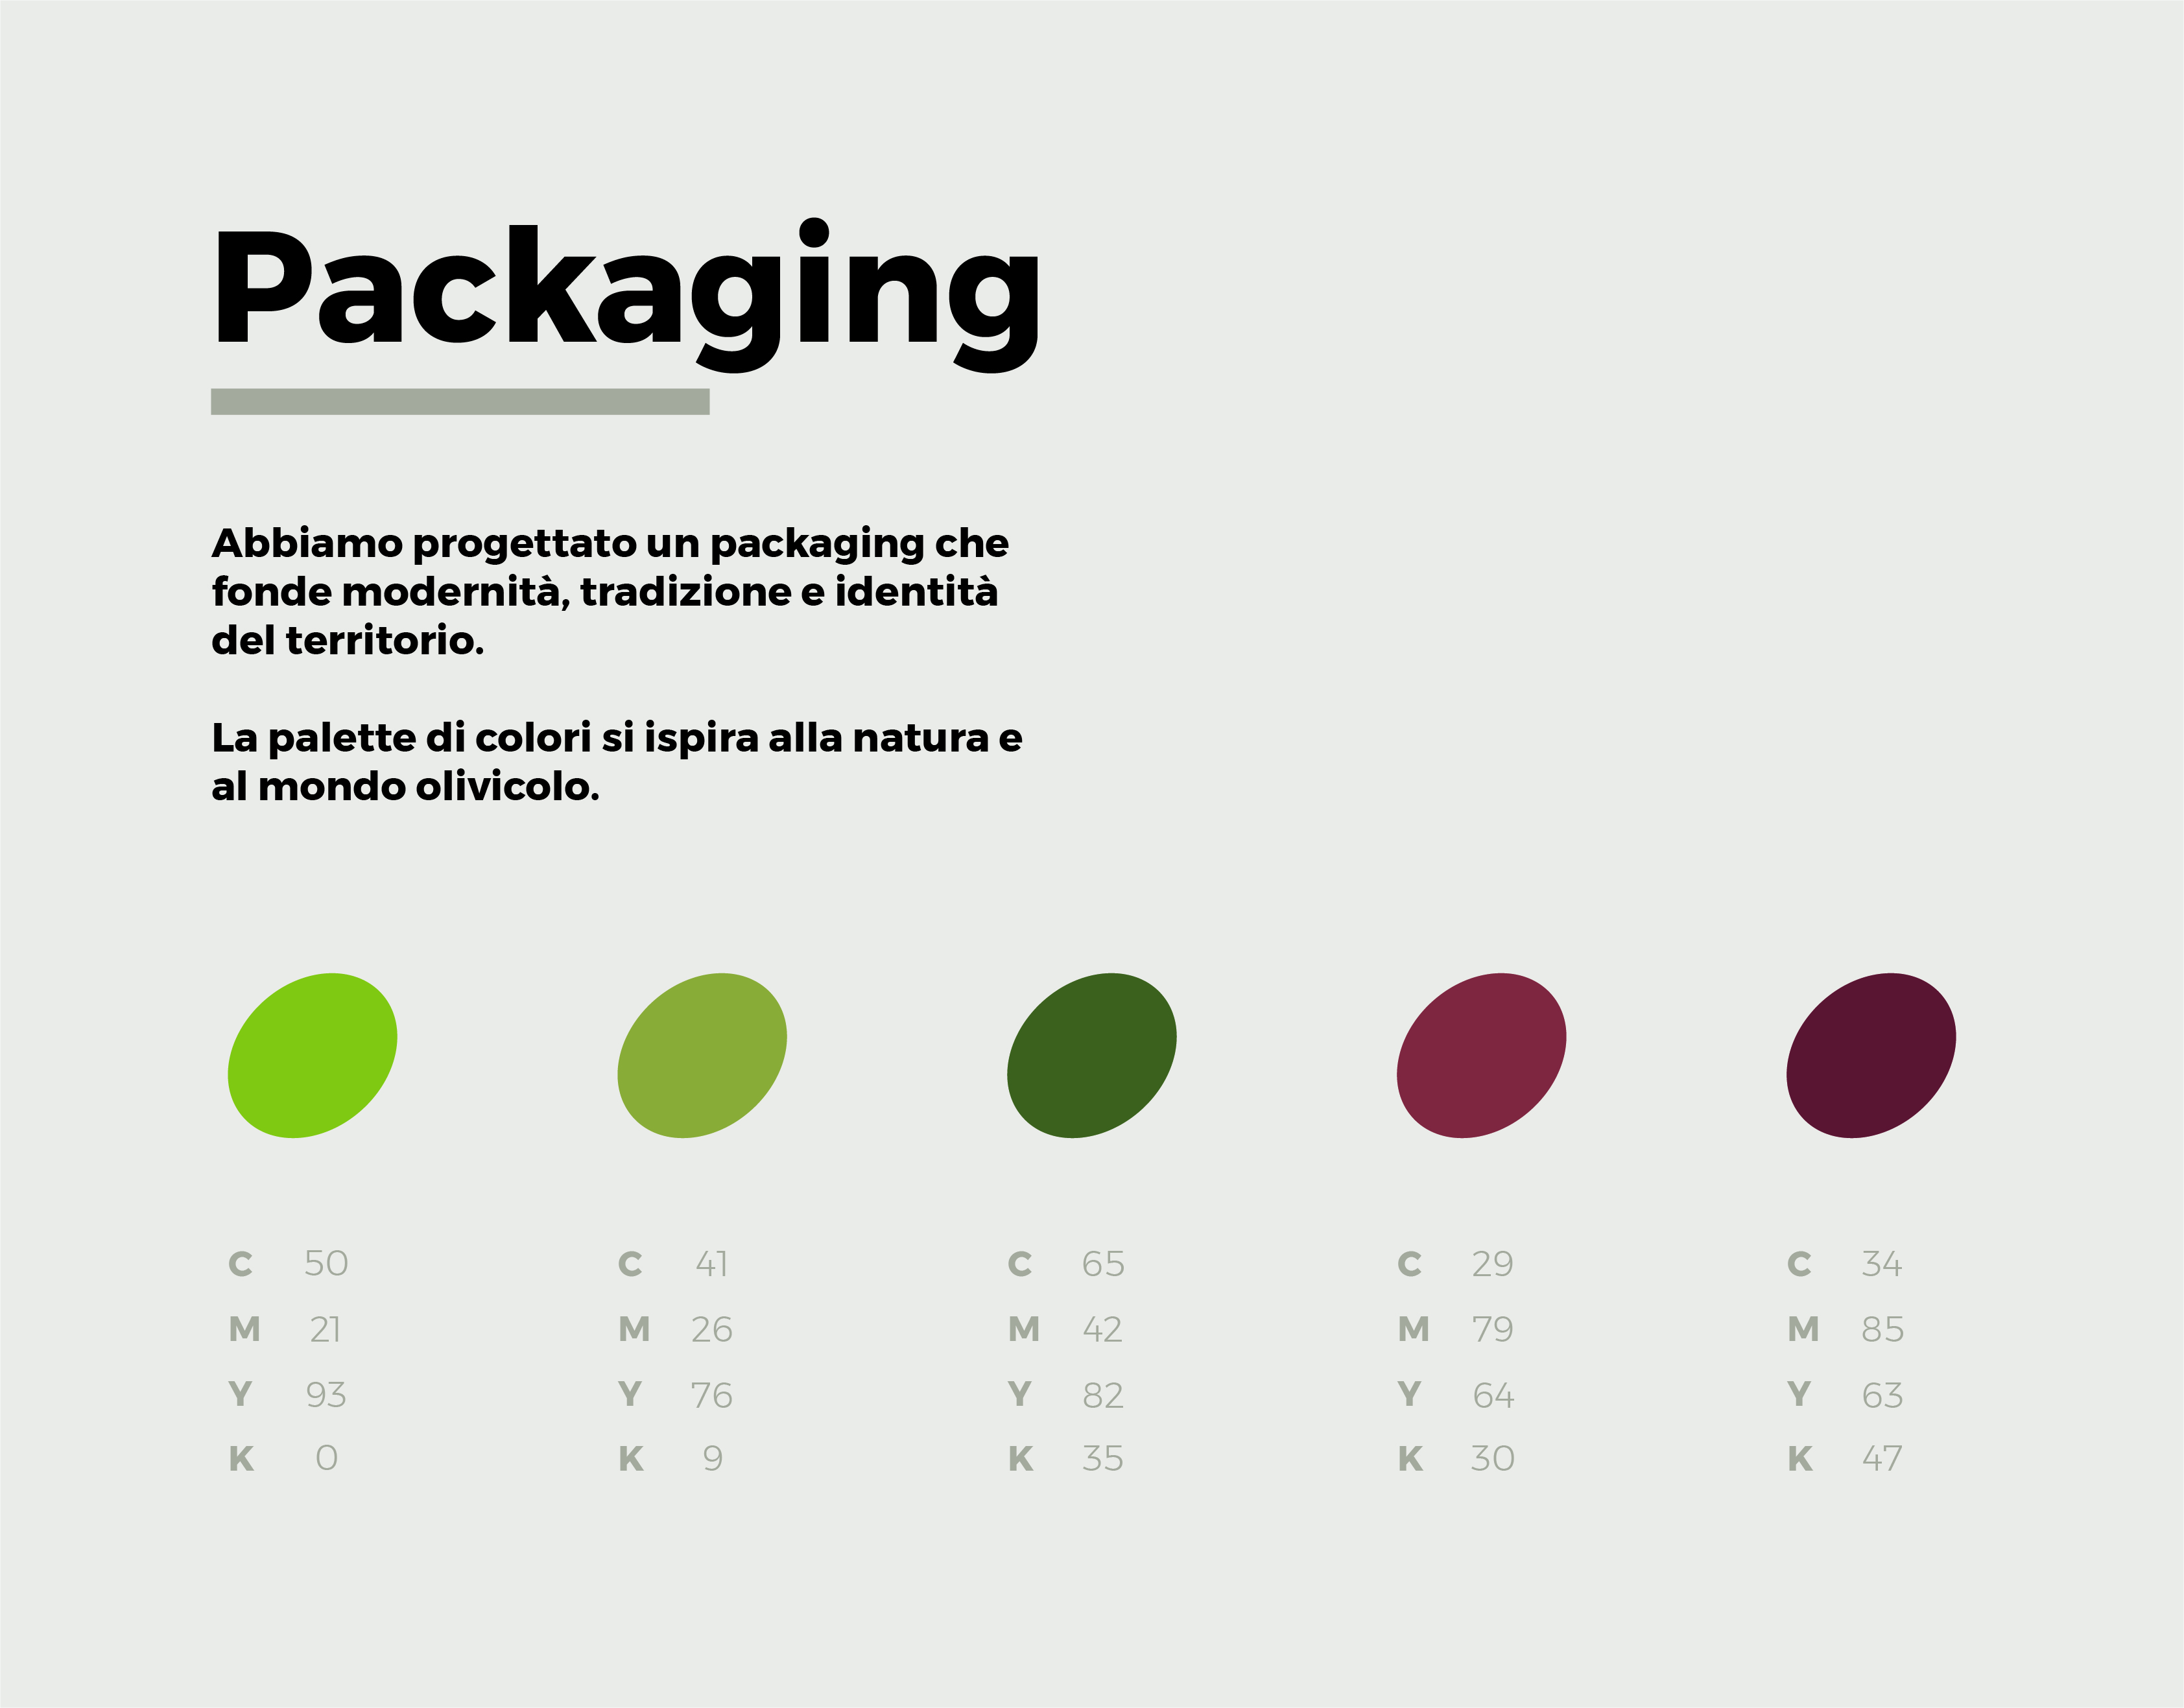 Packaging
Abbiamo progettato un packaging che
fonde modernità, tradizione e identità
del territorio.
La palette di colori si ispira alla natura e
al mondo olivicolo.
C 50 C 41 C 65 C 29 C 34
M 21 M 26 M 42 M 79 M 85
Y 93 Y 76 Y 82 Y 64 Y 63
K 0 K 9 K 35 K 30 K 47